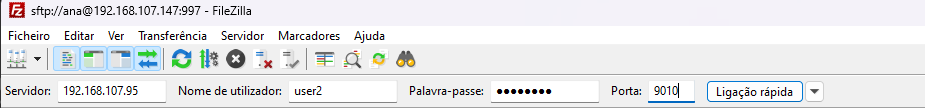 sftp://ana@192.168.107.147:997 - FileZilla
Ficheiro Editar Ver Transferência Servidor Marcadores Ajuda
Servidor: 192.168.107.95 Nome de utilizador: user2 Palavra-passe: ●●●●●●●● Porta: 9010 Ligação rápida